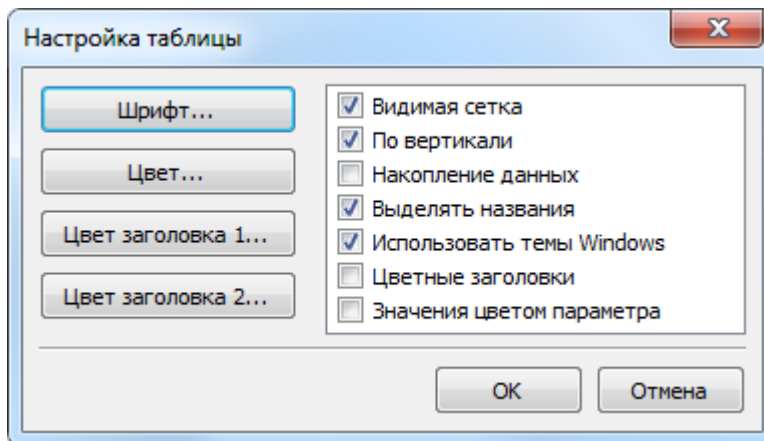 Настройка таблицы
Шрифт...
Цвет...
Цвет заголовка 1...
Цвет заголовка 2...
Видимая сетка
По вертикали
Накопление данных
Выделять названия
Использовать темы Windows
Цветные заголовки
Значения цветом параметра
OK
Отмена